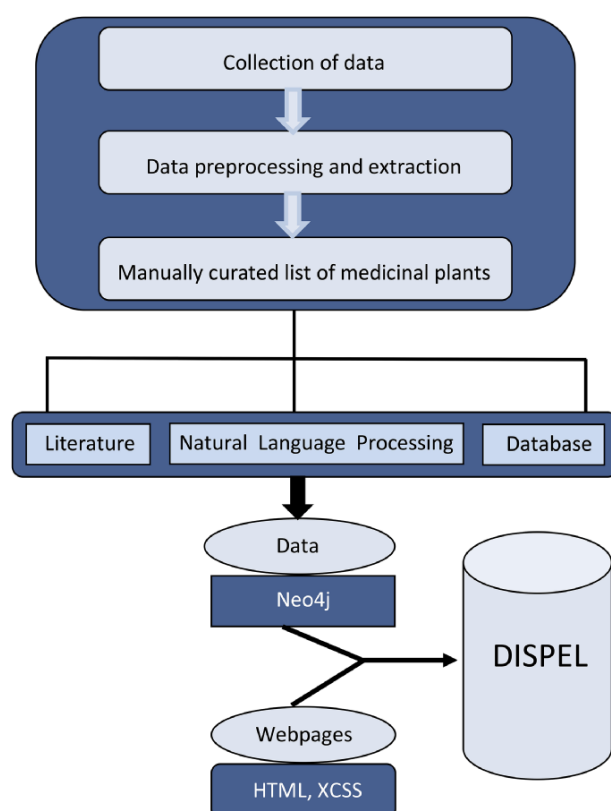 Collection of data
Data preprocessing and extraction
Manually curated list of medicinal plants
Literature
Natural Language Processing
Database
Data
Neo4j
DISPEL
Webpages
HTML, XCSS